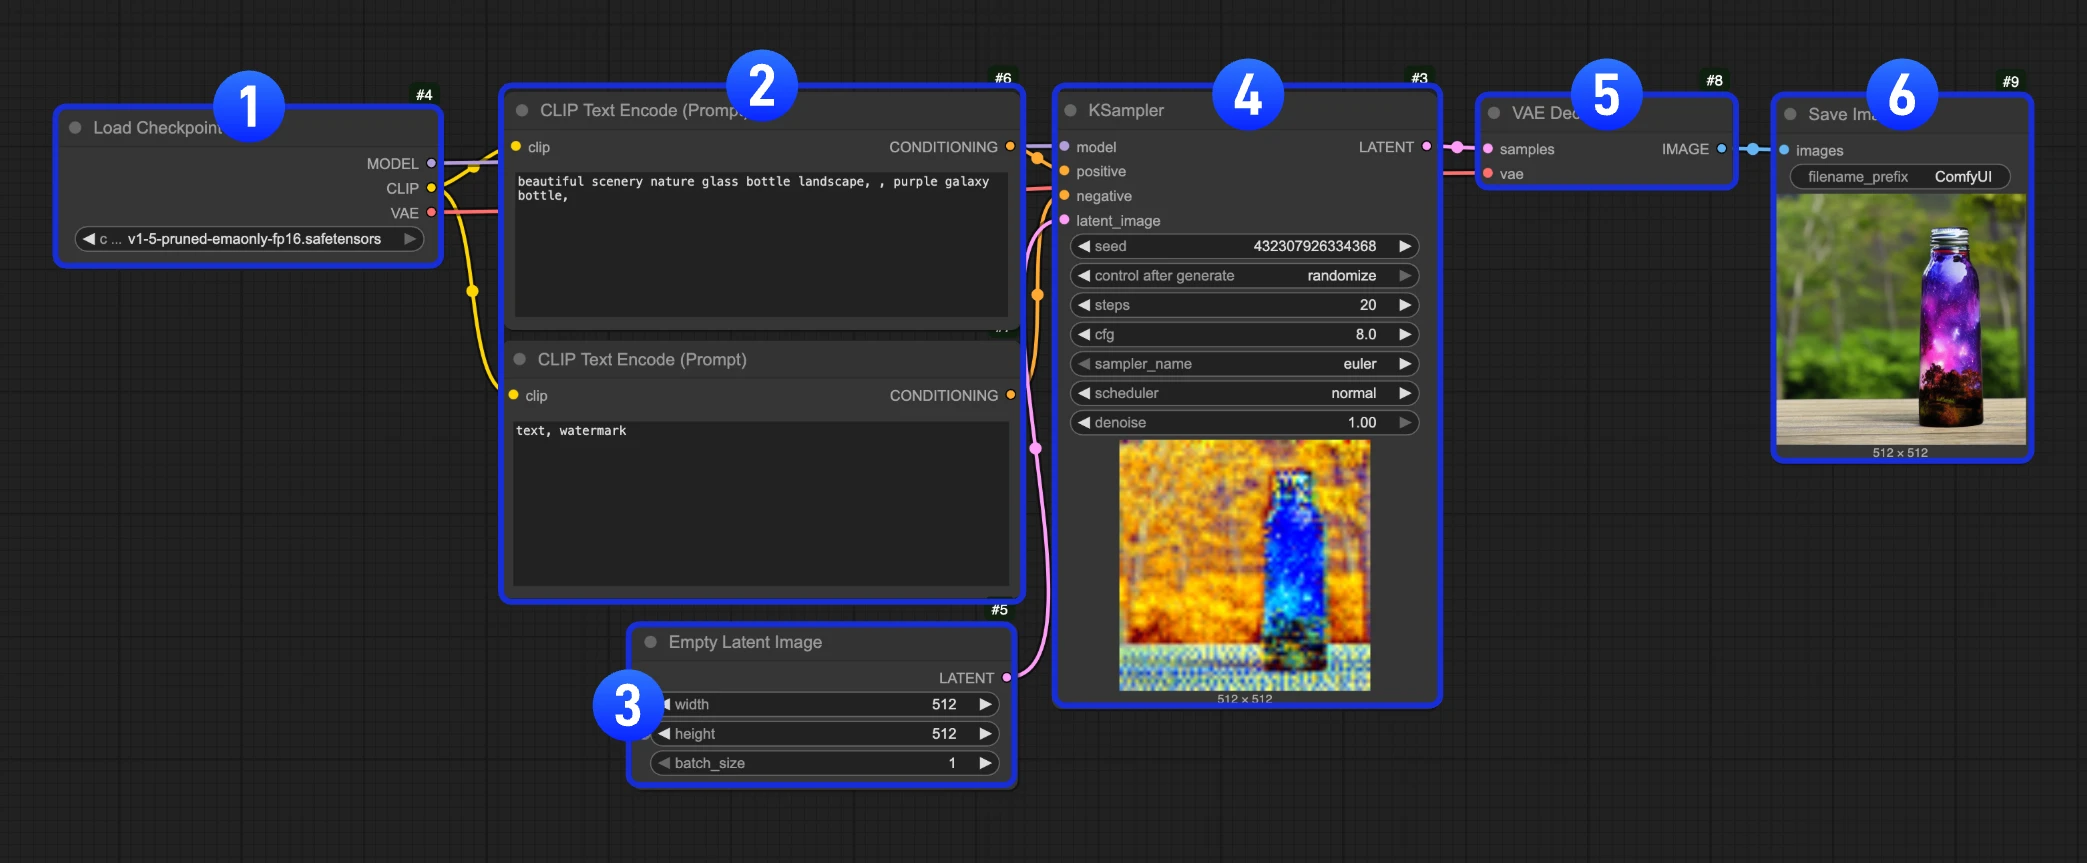 1
#4
Load Checkpoint
MODEL
CLIP
VAE
c ... v1-5-pruned-emaonly-fp16.safetensors
2
#6
CLIP Text Encode (Prompt)
clip CONDITIONING
beautiful scenery nature glass bottle landscape, , purple galaxy
bottle,
CLIP Text Encode (Prompt)
clip CONDITIONING
text, watermark
#5
3
Empty Latent Image
LATENT
width 512
height 512
batch_size 1
4
#3
KSampler
model LATENT
positive
negative
latent_image
seed 432307926334368
control after generate randomize
steps 20
cfg 8.0
sampler_name euler
scheduler normal
denoise 1.00
512 × 512
5
#8
VAE Dec
samples IMAGE
vae
6
#9
Save Ima
images
filename_prefix ComfyUI
512 × 512